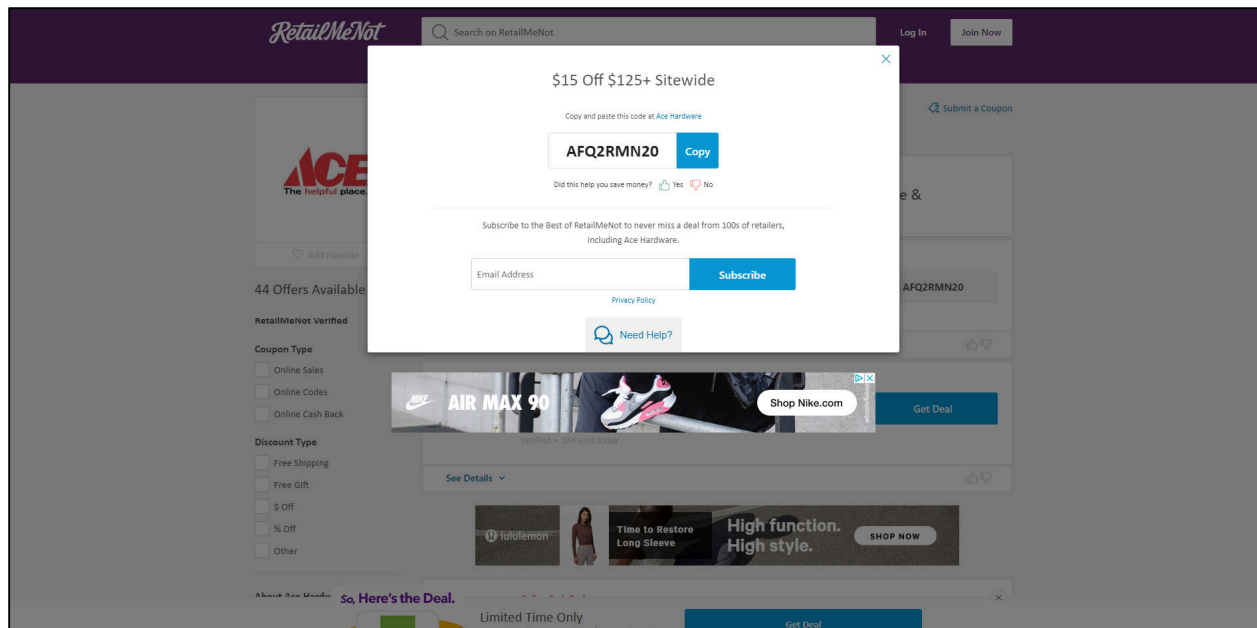 RetailMeNot
Search on RetailMeNot
Log In
Join Now
$15 Off $125+ Sitewide
Submit a Coupon
Copy and paste this code at Ace Hardware
AFQ2RMN20
Copy
ACE
The helpful place.
Did this help you save money?
Yes
No
e &
Subscribe to the Best of RetailMeNot to never miss a deal from 100s of retailers,
including Ace Hardware.
Add Favorite
Email Address
Subscribe
44 Offers Available
AFQ2RMN20
Privacy Policy
RetailMeNot Verified
Need Help?
Coupon Type
Online Sales
Online Codes
Online Cash Back
NIKE
AIR MAX 90
Shop Nike.com
Get Deal
Verified • 164 uses today
Discount Type
Free Shipping
Free Gift
$ Off
% Off
Other
See Details
lululemon
Time to Restore
Long Sleeve
High function.
High style.
SHOP NOW
About Ace Hardw
So, Here's the Deal.
Limited Time Only
Get Deal